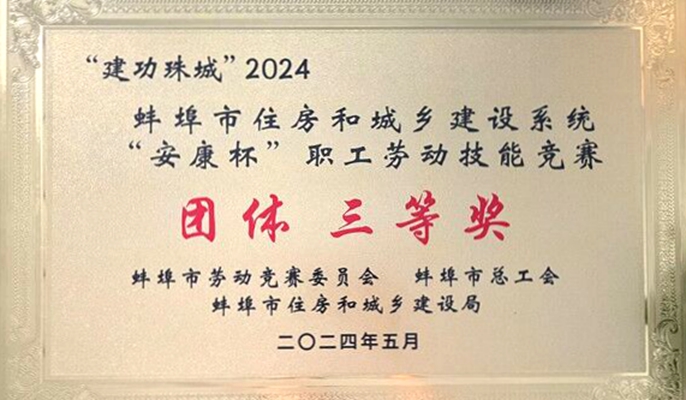 “建功珠城”2024
蚌埠市住房和城乡建设系统
“安康杯”职工劳动技能竞赛
团体 三等奖
蚌埠市劳动竞赛委员会 蚌埠市总工会
蚌埠市住房和城乡建设局
二〇二四年五月